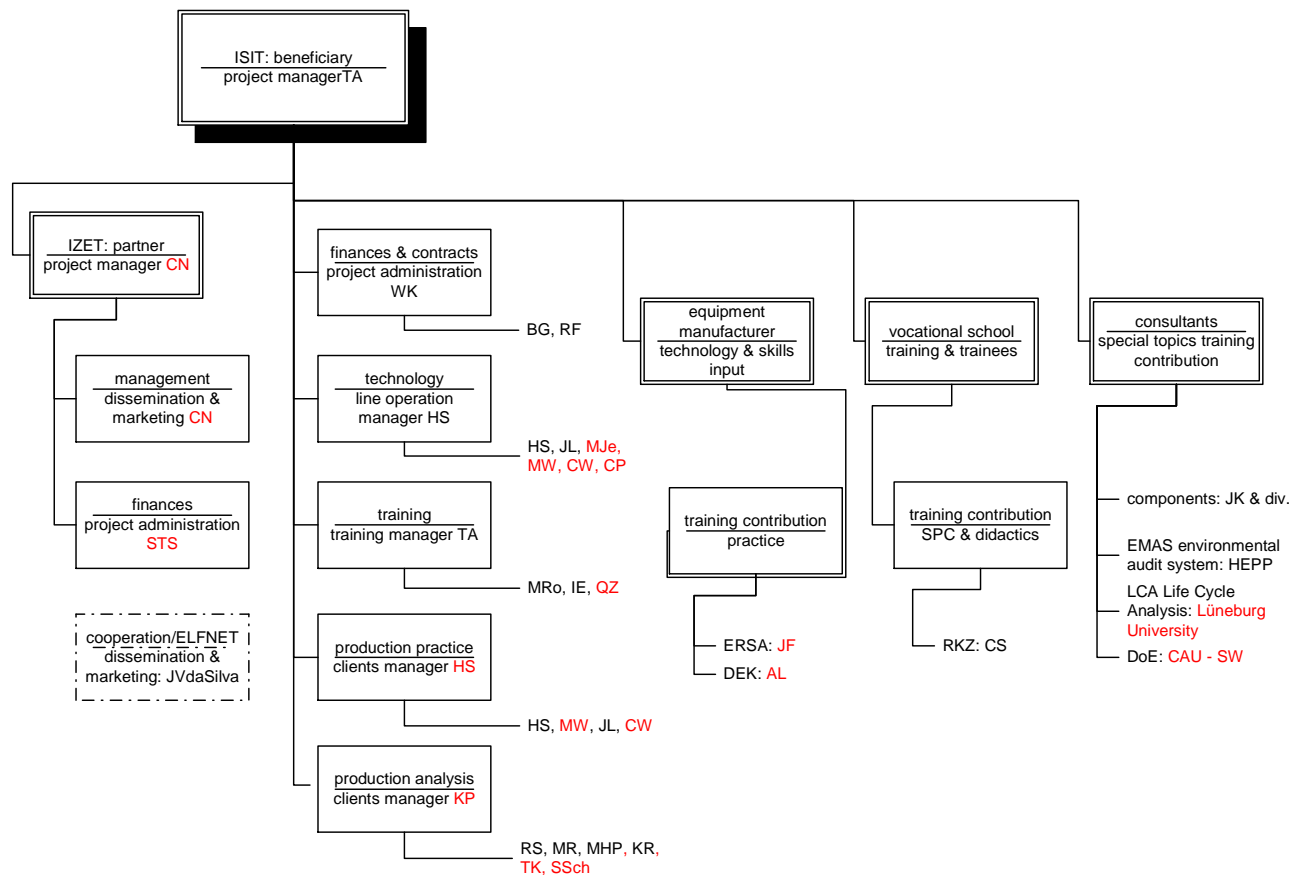 ISIT: beneficiary
project managerTA
IZET: partner
project manager CN
management
dissemination &
marketing CN
finances
project administration
STS
cooperation/ELFNET
dissemination &
marketing: JVdaSilva
finances & contracts
project administration
WK
BG, RF
technology
line operation
manager HS
HS, JL, MJe,
MW, CW, CP
training
training manager TA
MRo, IE, QZ
production practice
clients manager HS
HS, MW, JL, CW
production analysis
clients manager KP
RS, MR, MHP, KR,
TK, SSch
equipment
manufacturer
technology & skills
input
training contribution
practice
ERSA: JF
DEK: AL
vocational school
training & trainees
training contribution
SPC & didactics
RKZ: CS
consultants
special topics training
contribution
components: JK & div.
EMAS environmental
audit system: HEPP
LCA Life Cycle
Analysis: Lüneburg
University
DoE: CAU - SW